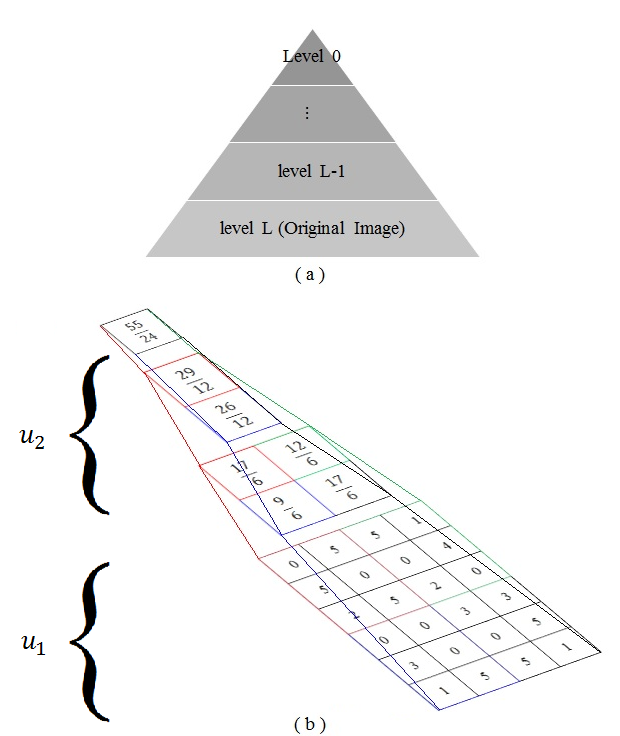 Level 0
⋮
level L-1
level L (Original Image)
( a )
55/24
29/12
26/12
u₂
17/6 12/6
9/6 17/6
0 5 5 1
5 0 0 4
2 5 2 0
0 0 3 3
3 0 0 5
1 5 5 1
u₁
( b )